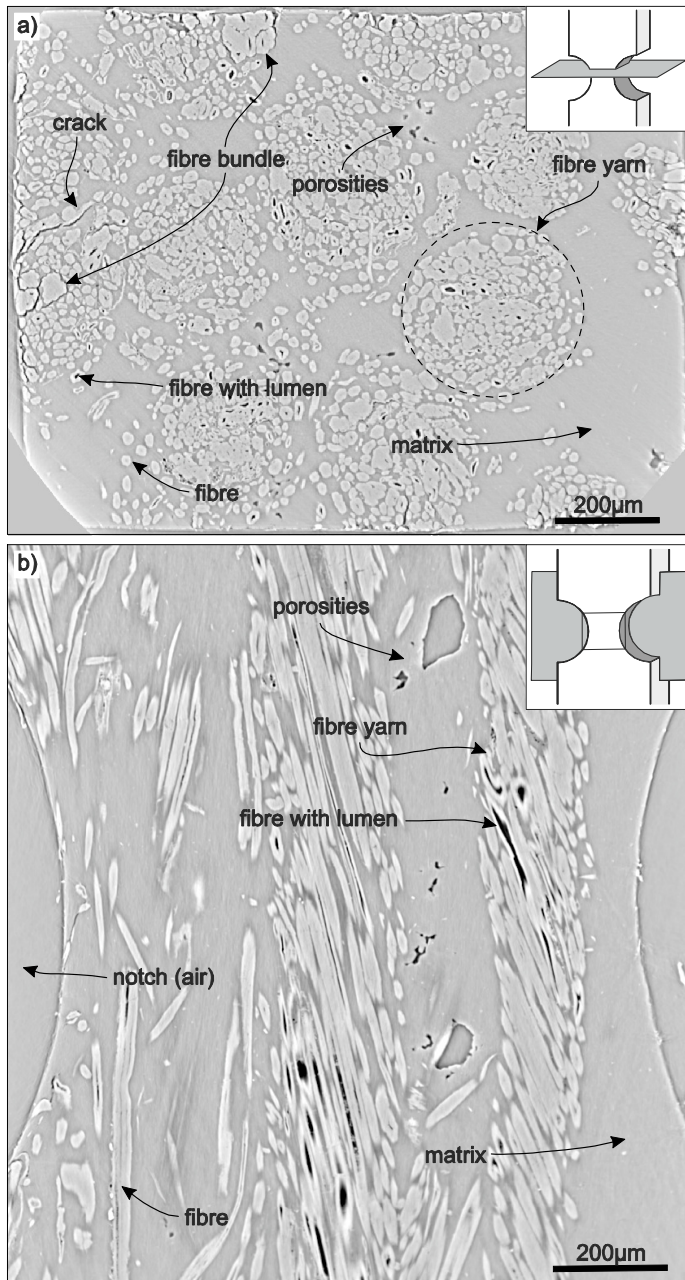 a)
crack
fibre bundle
porosities
fibre yarn
fibre with lumen
matrix
fibre
200µm
b)
porosities
fibre yarn
fibre with lumen
notch (air)
matrix
fibre
200µm